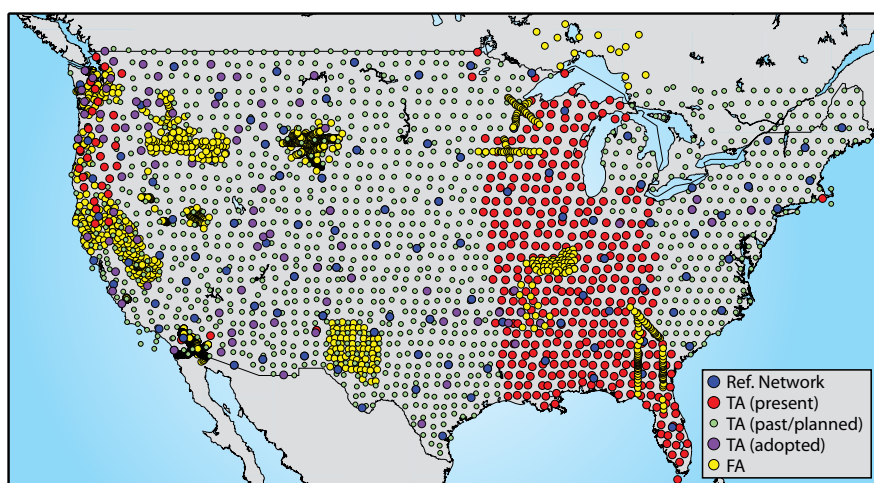 Ref. Network
TA (present)
TA (past/planned)
TA (adopted)
FA